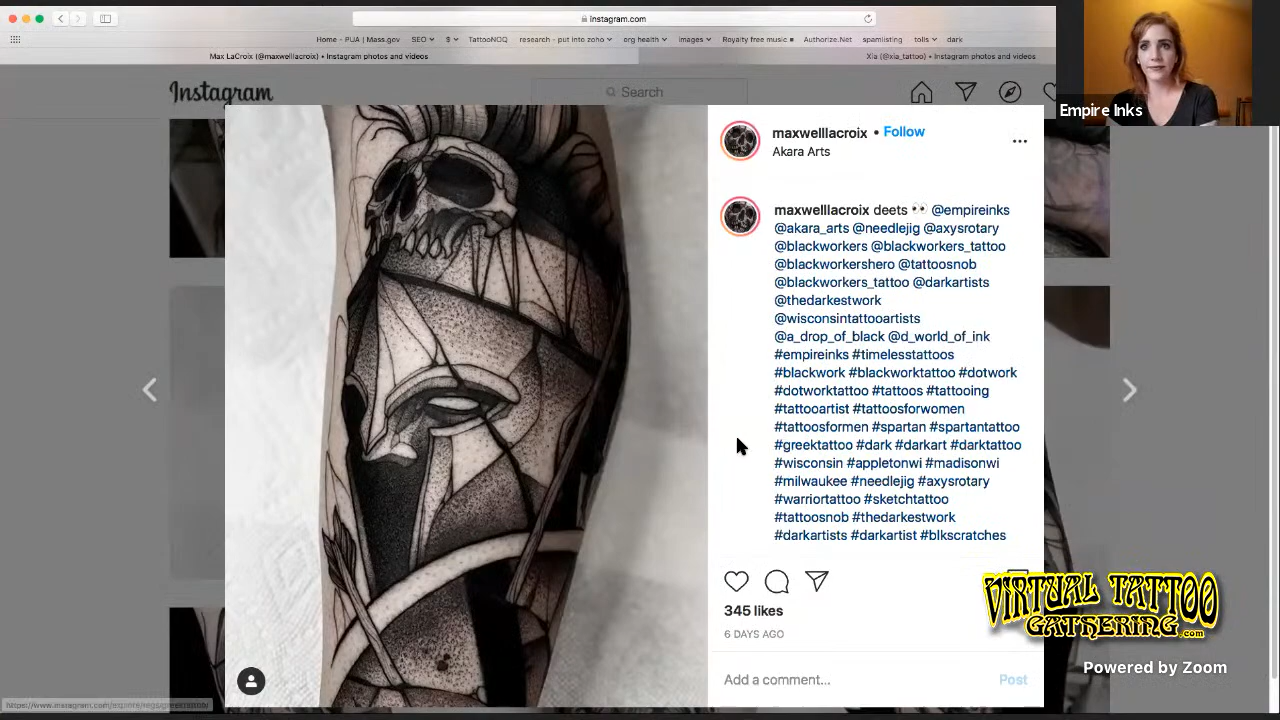 instagram.com
Home - PUA | Mass.gov SEO $ TattooNOQ research - put into zoho org health images Royalty free music Authorize.Net spamlisting tolls dark
Max LaCroix (@maxwelllacroix) • Instagram photos and videos
Xia (@xia_tattoo) • Instagram photos and videos
Instagram
Search
Empire Inks
maxwelllacroix • Follow
Akara Arts
maxwelllacroix deets 👀 @empireinks
@akara_arts @needlejig @axysrotary
@blackworkers @blackworkers_tattoo
@blackworkershero @tattoosnob
@blackworkers_tattoo @darkartists
@thedarkestwork
@wisconsintattooartists
@a_drop_of_black @d_world_of_ink
#empireinks #timelesstattoos
#blackwork #blackworktattoo #dotwork
#dotworktattoo #tattoos #tattooing
#tattooartist #tattoosforwomen
#tattoosformen #spartan #spartantattoo
#greektattoo #dark #darkart #darktattoo
#wisconsin #appletonwi #madisonwi
#milwaukee #needlejig #axysrotary
#warriortattoo #sketchtattoo
#tattoosnob #thedarkestwork
#darkartists #darkartist #blkscratches
345 likes
6 DAYS AGO
Add a comment... Post
VIRTUAL TATTOO
GATHERING.com
Powered by Zoom